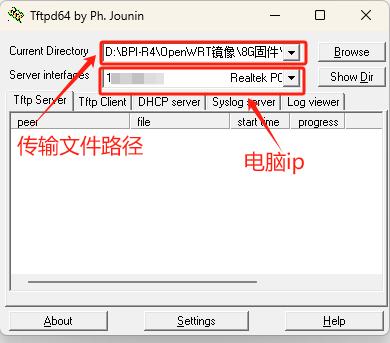 Tftpd64 by Ph. Jounin
Current Directory D:\BPI-R4\OpenWRT镜像\8G固件\ Browse
Server interfaces 1 Realtek PC Show Dir
Tftp Server Tftp Client DHCP server Syslog server Log viewer
peer file start time progress
传输文件路径
电脑ip
About Settings Help